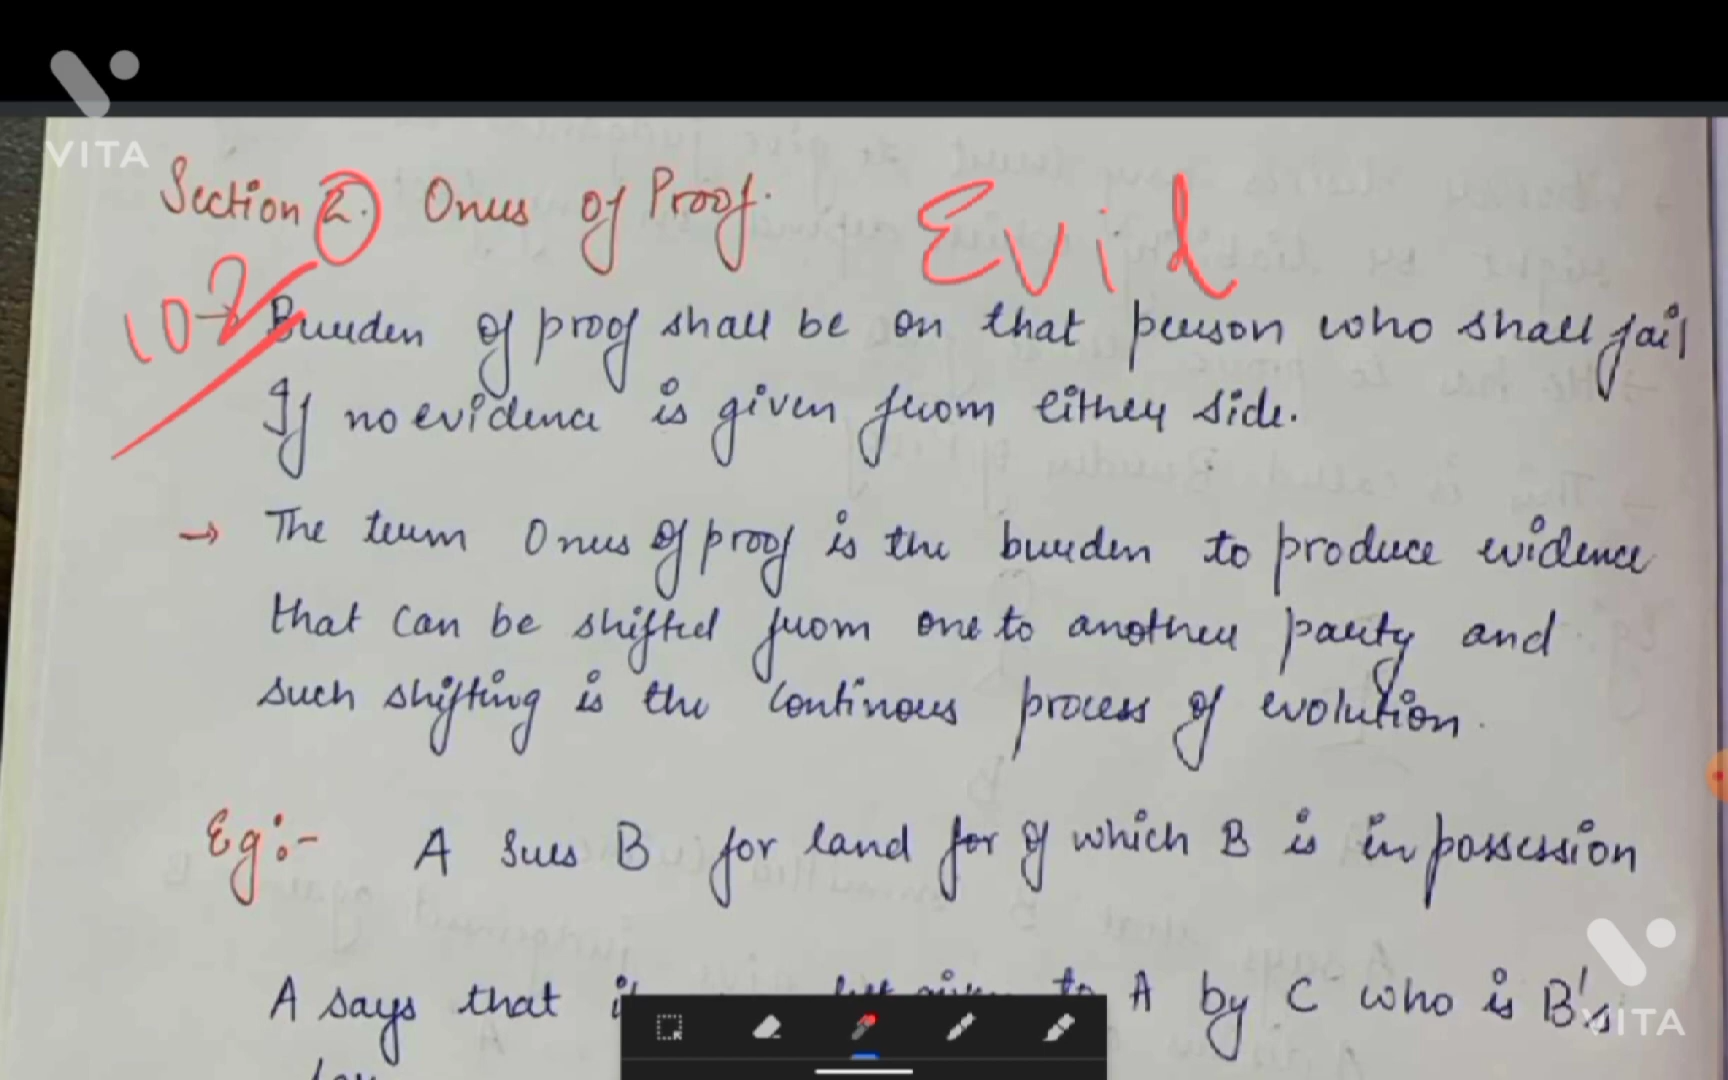 VITA
Section 2. Onus of Proof.
Evid
102
→ Burden of proof shall be on that person who shall fail
If no evidence is given from either side.
→ The term Onus of proof is the burden to produce evidence
that can be shifted from one to another party and
such shifting is the continous process of evolution.
Eg:- A sues B for land for of which B is in possession
A says that to A by C who is B's
VITA